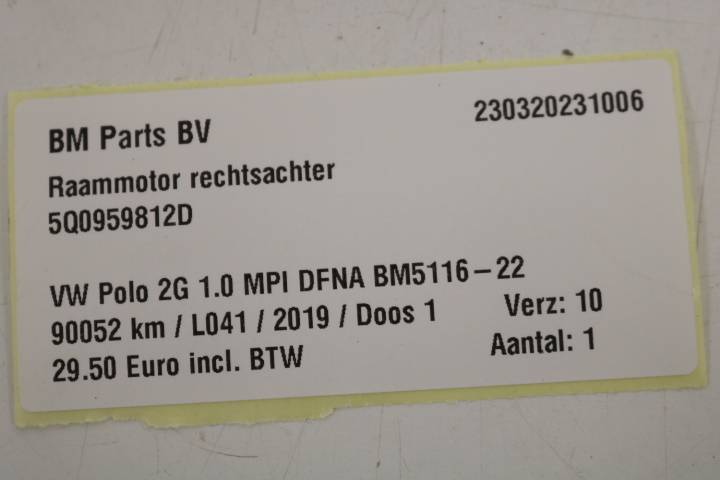 BM Parts BV 230320231006
Raammotor rechtsachter
5Q0959812D
VW Polo 2G 1.0 MPI DFNA BM5116-22
90052 km / L041 / 2019 / Doos 1 Verz: 10
29.50 Euro incl. BTW Aantal: 1